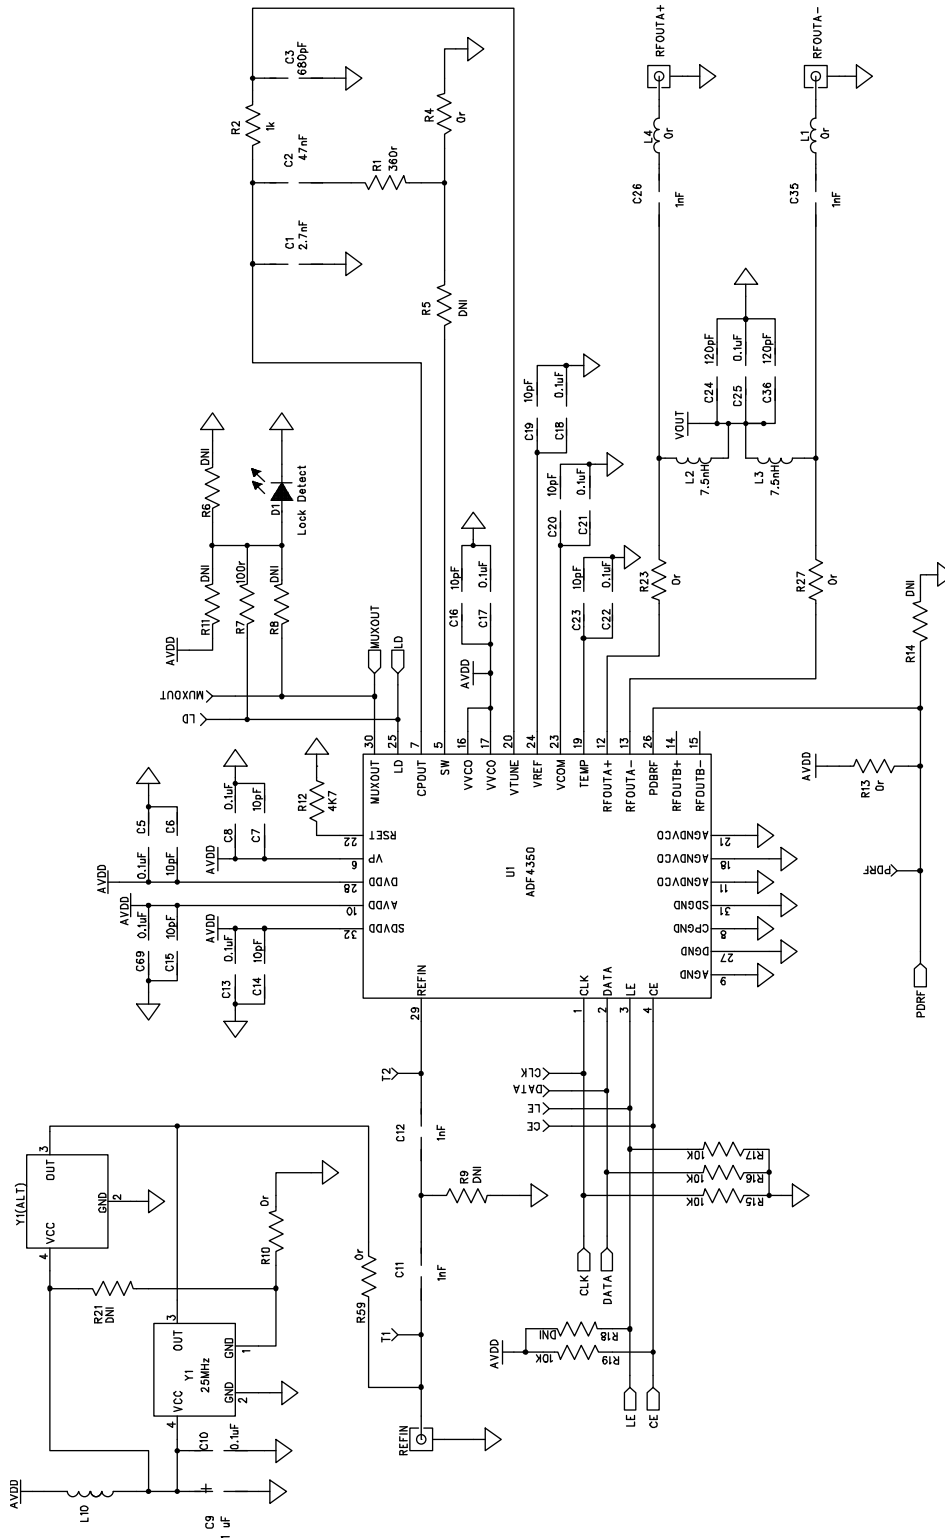 RFOUTA+
RFOUTA-
C3
680pF
R2
1k
C2
47nF
R1
360r
R4
0r
C1
2.7nF
R5
DNI
L4
0r
L1
0r
C26
1nF
C35
1nF
C24
120pF
C25
0.1uF
C36
120pF
VOUT
L2
7.5nH
L3
7.5nH
R23
0r
R27
0r
R6
DNI
D1
Lock Detect
R11
DNI
R7
100r
R8
DNI
AVDD
MUXOUT
LD
MUXOUT
LD
C19
10pF
C18
0.1uF
C20
10pF
C21
0.1uF
C23
10pF
C22
0.1uF
C16
10pF
C17
0.1uF
AVDD
R14
DNI
AVDD
R13
0r
PDRF
PDRF
30
25
7
5
16
17
20
24
23
19
12
13
26
14
15
MUXOUT
LD
CPOUT
SW
VVCO
VVCO
VTUNE
VREF
VCOM
TEMP
RFOUTA+
RFOUTA-
PDBRF
RFOUTB+
RFOUTB-
U1
ADF4350
R12
4K7
RSET
22
VP
6
DVDD
28
AVDD
10
SDVDD
32
C5
0.1uF
C6
10pF
C8
0.1uF
C7
10pF
AVDD
AVDD
AVDD
AVDD
C69
0.1uF
C15
10pF
C13
0.1uF
C14
10pF
AGNDVCO
21
AGNDVCO
18
AGNDVCO
11
SDGND
31
CPGND
8
DGND
27
AGND
9
REFIN
29
CLK
1
DATA
2
LE
3
CE
4
CLK
DATA
LE
CE
T2
C12
1nF
R9
DNI
C11
1nF
T1
R59
0r
REFIN
R17
10K
R16
10K
R15
10K
CLK
DATA
LE
CE
AVDD
R18
DNI
R19
10K
Y1(ALT)
VCC
4
OUT
3
GND
2
R10
0r
R21
DNI
Y1
25MHz
VCC
4
OUT
3
GND
1
GND
2
AVDD
L10
C10
0.1uF
C9
1 uF